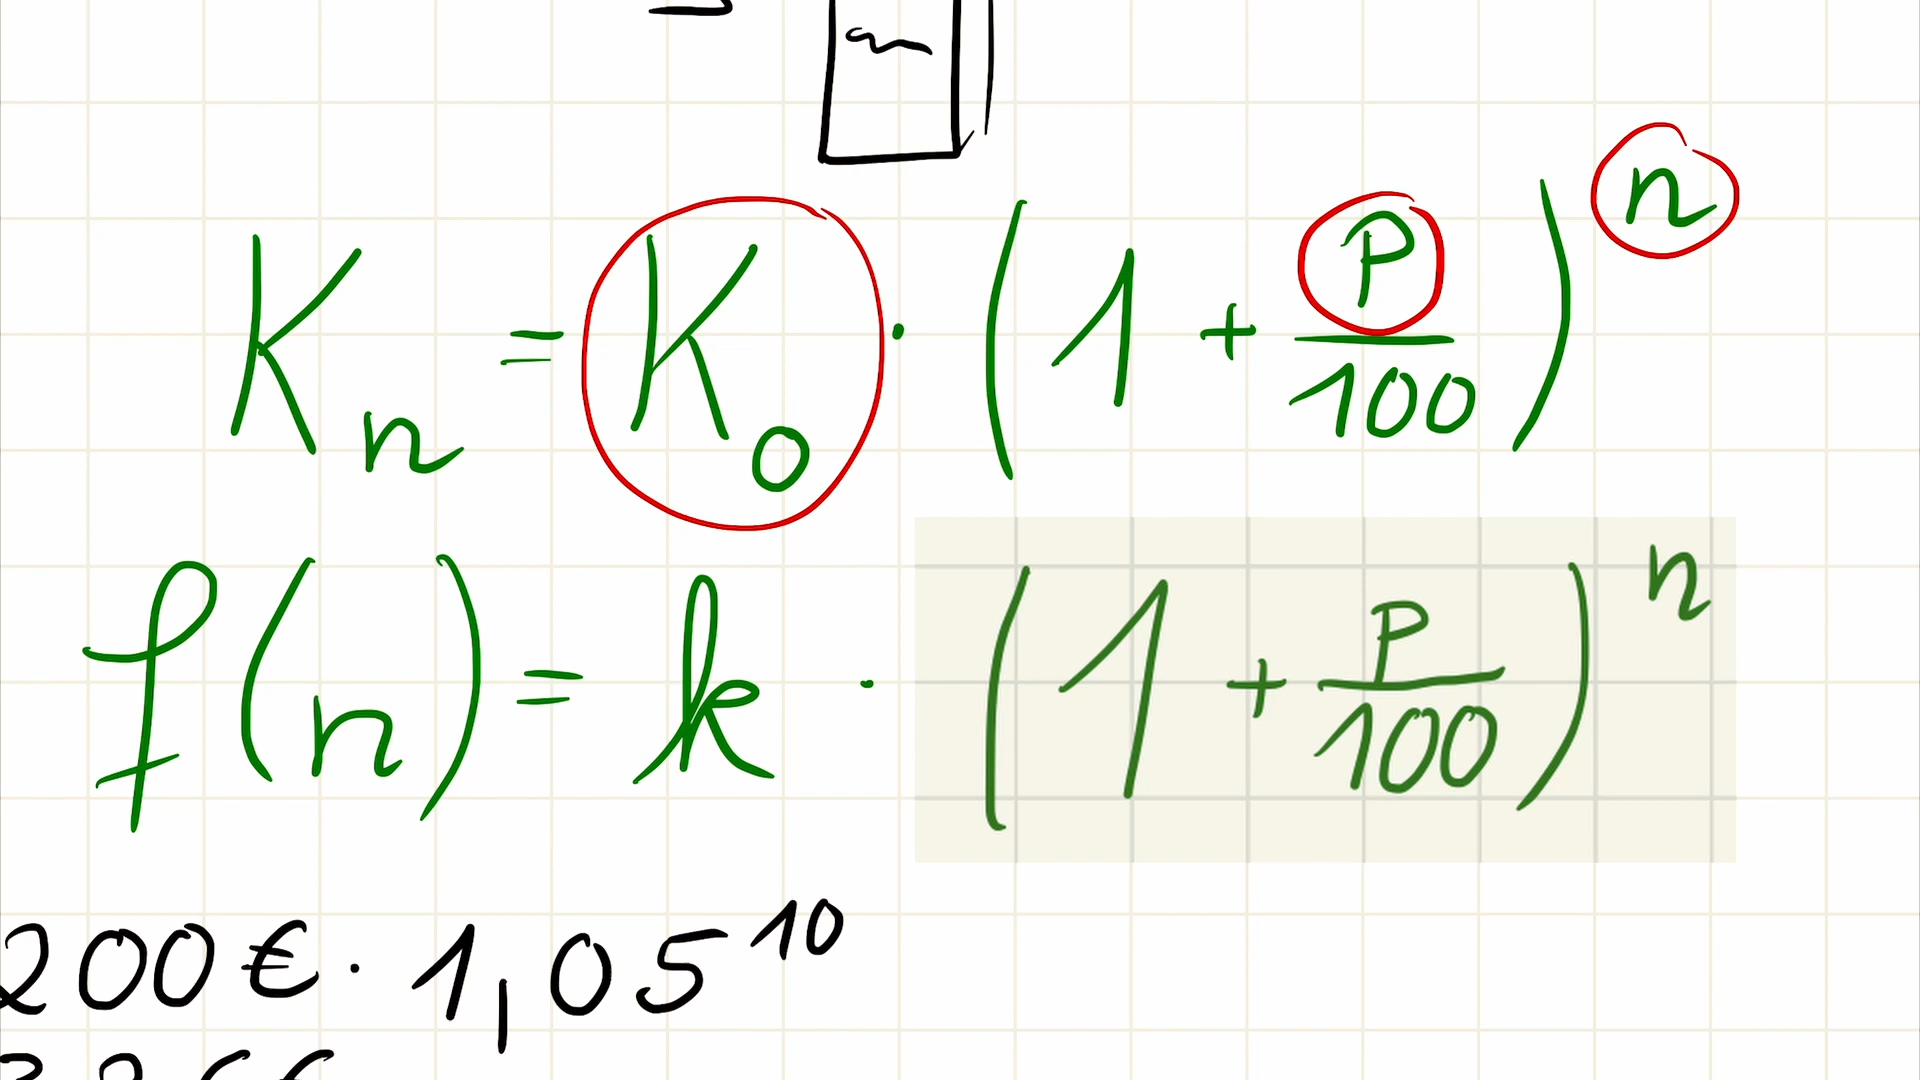 K_n = K_0 · (1 + P/100)^n
f(n) = k · (1 + P/100)^n
200 € · 1,05^10